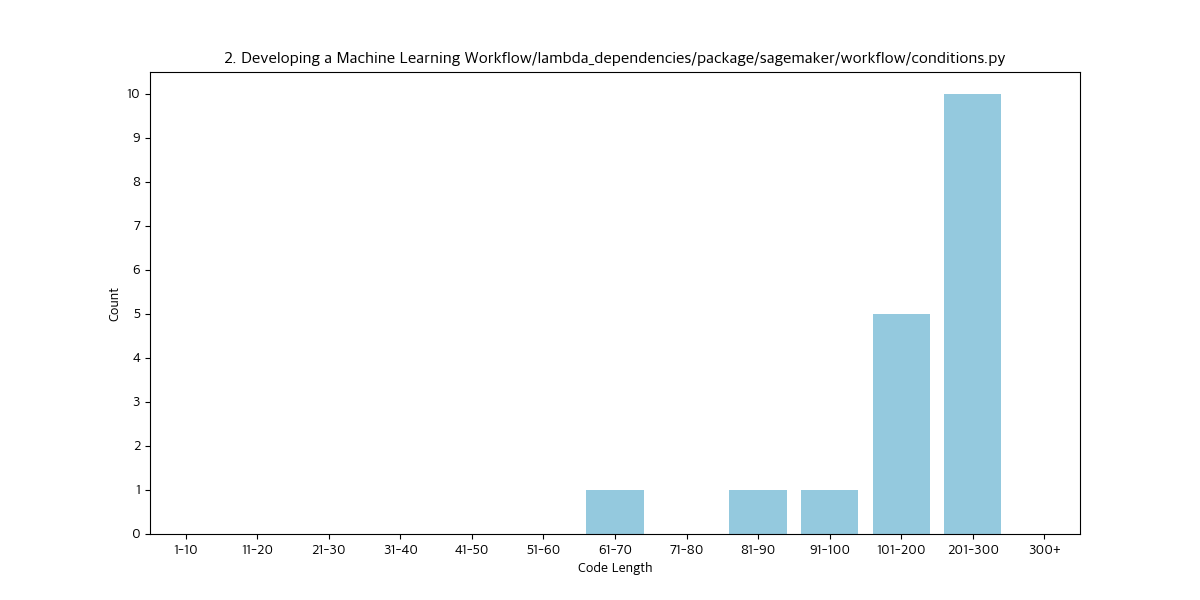 2. Developing a Machine Learning Workflow/lambda_dependencies/package/sagemaker/workflow/conditions.py
10
9
8
7
6
5
4
3
2
1
0
Count
1-10 11-20 21-30 31-40 41-50 51-60 61-70 71-80 81-90 91-100 101-200 201-300 300+
Code Length